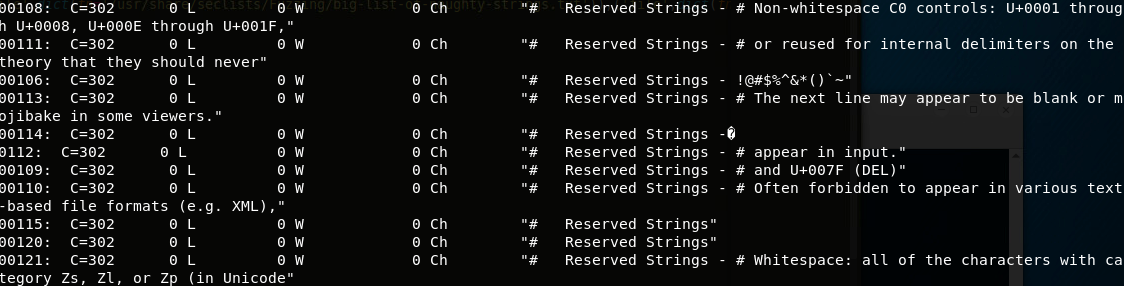 00108:  C=302      0 L          0 W            0 Ch        "#   Reserved Strings - # Non-whitespace C0 controls: U+0001 throug
h U+0008, U+000E through U+001F,"
00111:  C=302      0 L          0 W            0 Ch        "#   Reserved Strings - # or reused for internal delimiters on the
theory that they should never"
00106:  C=302      0 L          0 W            0 Ch        "#   Reserved Strings - !@#$%^&*()`~"
00113:  C=302      0 L          0 W            0 Ch        "#   Reserved Strings - # The next line may appear to be blank or m
ojibake in some viewers."
00114:  C=302      0 L          0 W            0 Ch        "#   Reserved Strings -�
0112:  C=302      0 L          0 W            0 Ch        "#   Reserved Strings - # appear in input."
00109:  C=302      0 L          0 W            0 Ch        "#   Reserved Strings - # and U+007F (DEL)"
00110:  C=302      0 L          0 W            0 Ch        "#   Reserved Strings - # Often forbidden to appear in various text
-based file formats (e.g. XML),"
00115:  C=302      0 L          0 W            0 Ch        "#   Reserved Strings"
00120:  C=302      0 L          0 W            0 Ch        "#   Reserved Strings"
00121:  C=302      0 L          0 W            0 Ch        "#   Reserved Strings - # Whitespace: all of the characters with ca
tegory Zs, Zl, or Zp (in Unicode"